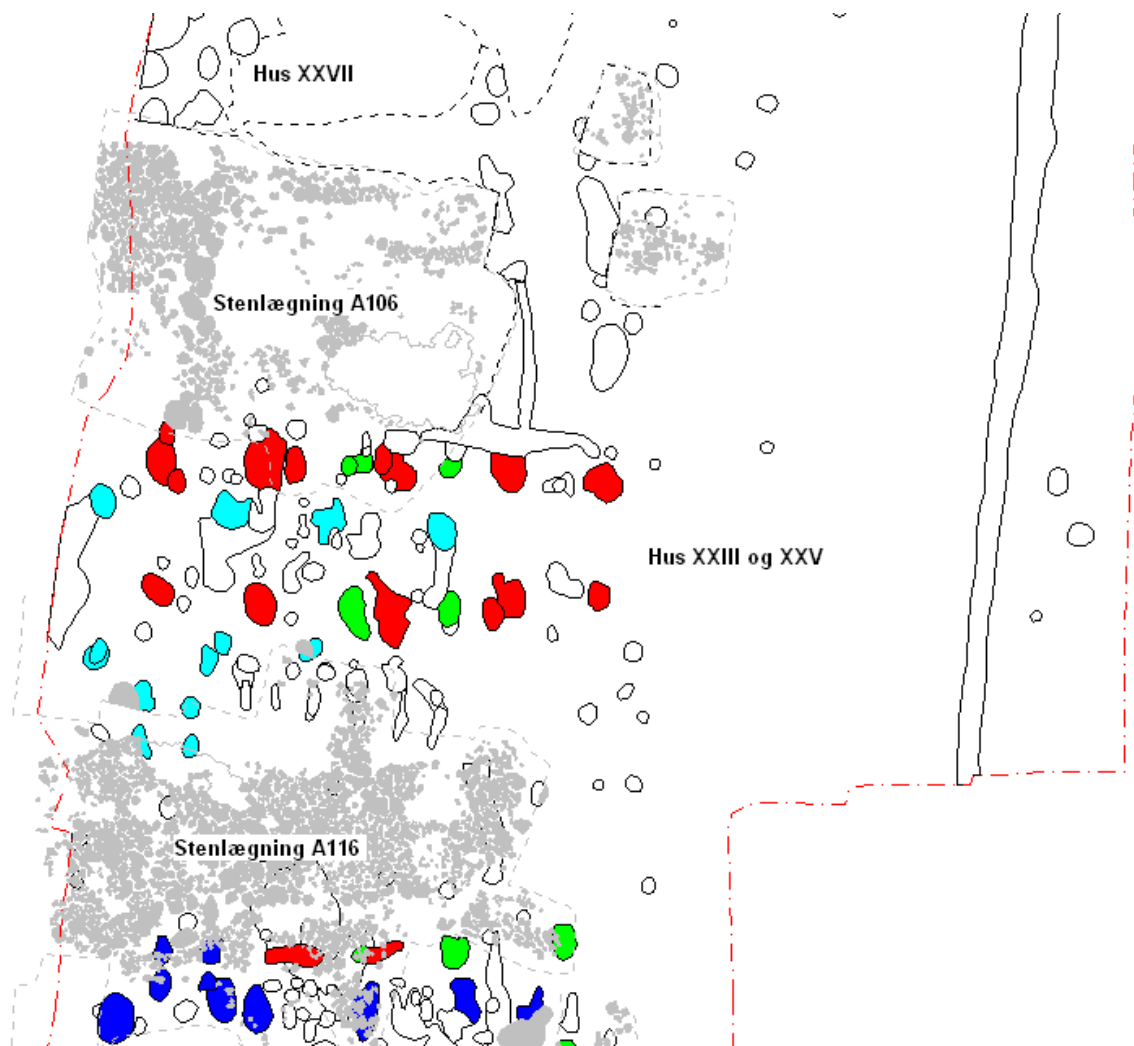 Hus XXVII
Stenlægning A106
Hus XXIII og XXV
Stenlægning A116